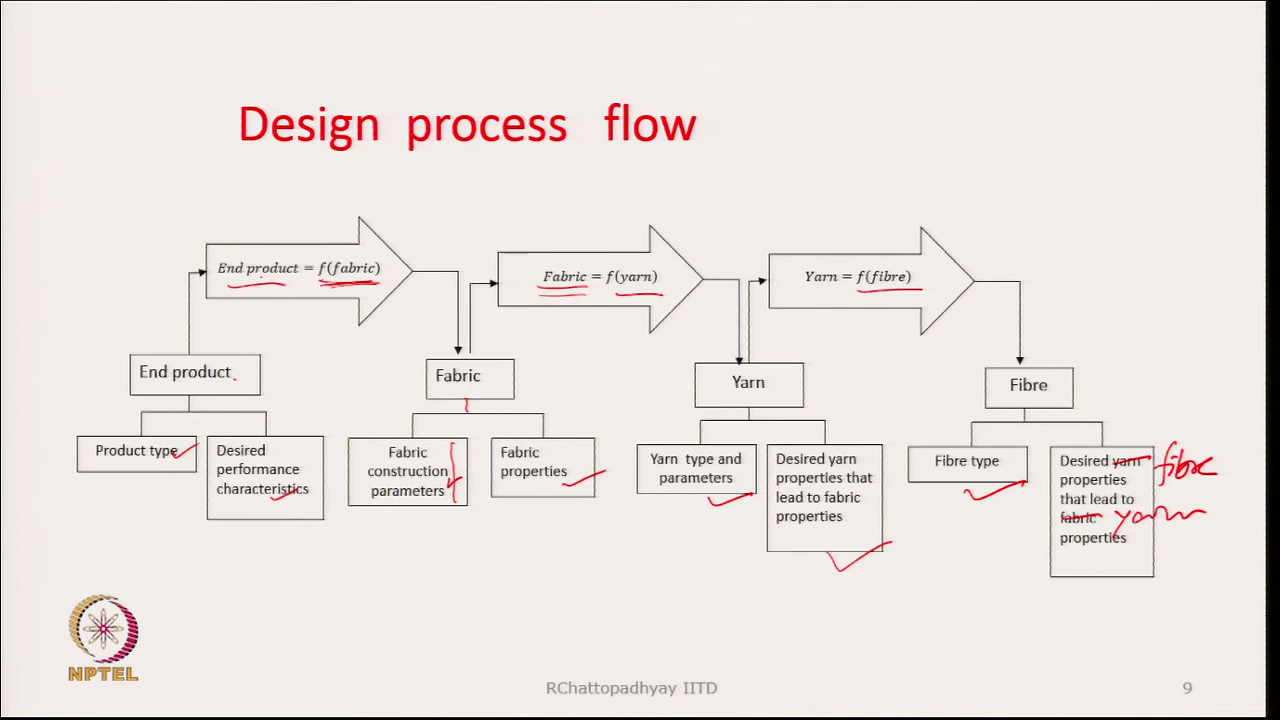 Design process flow
End product = f(fabric)
Fabric = f(yarn)
Yarn = f(fibre)
End product
Fabric
Yarn
Fibre
Product type
Desired
performance
characteristics
Fabric
construction
parameters
Fabric
properties
Yarn type and
parameters
Desired yarn
properties that
lead to fabric
properties
Fibre type
Desired yarn fibre
properties
that lead to
fabric yarn
properties
NPTEL
RChattopadhyay IITD
9